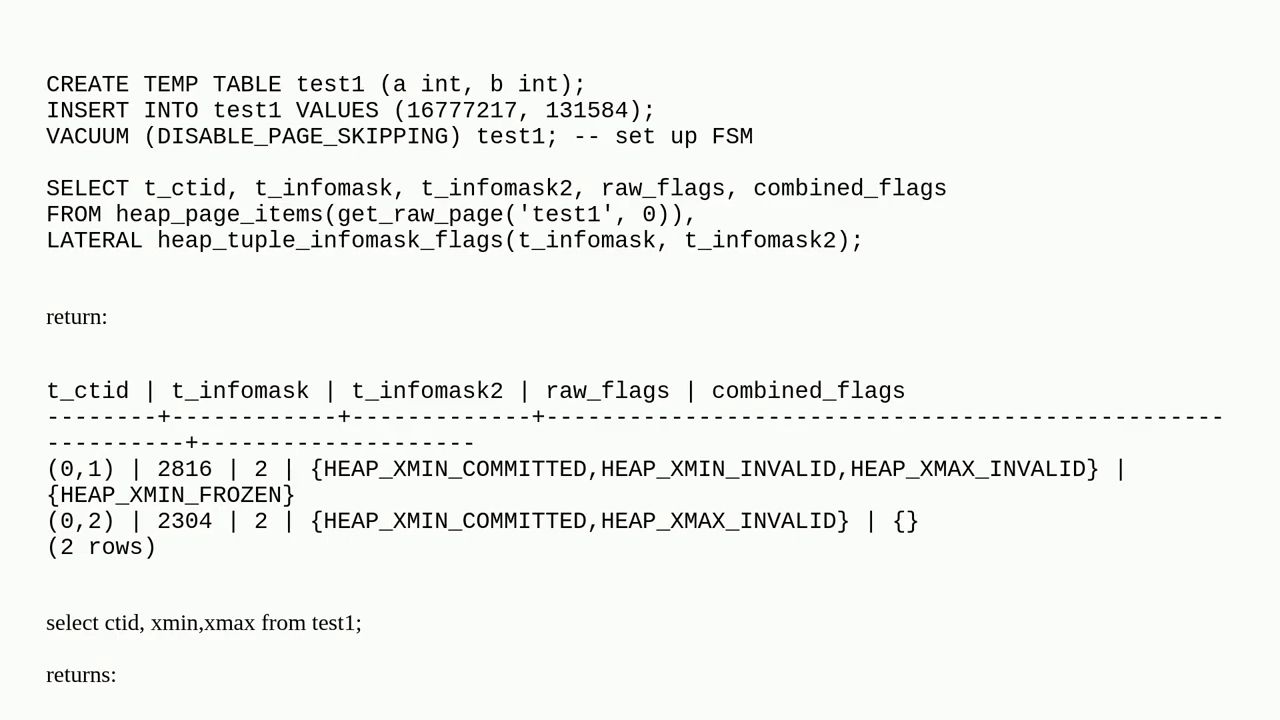 CREATE TEMP TABLE test1 (a int, b int);
INSERT INTO test1 VALUES (16777217, 131584);
VACUUM (DISABLE_PAGE_SKIPPING) test1; -- set up FSM
SELECT t_ctid, t_infomask, t_infomask2, raw_flags, combined_flags
FROM heap_page_items(get_raw_page('test1', 0)),
LATERAL heap_tuple_infomask_flags(t_infomask, t_infomask2);
return:
t_ctid | t_infomask | t_infomask2 | raw_flags | combined_flags
--------+------------+-------------+-------------------------------------------------
----------+--------------------
(0,1) | 2816 | 2 | {HEAP_XMIN_COMMITTED,HEAP_XMIN_INVALID,HEAP_XMAX_INVALID} |
{HEAP_XMIN_FROZEN}
(0,2) | 2304 | 2 | {HEAP_XMIN_COMMITTED,HEAP_XMAX_INVALID} | {}
(2 rows)
select ctid, xmin,xmax from test1;
returns: